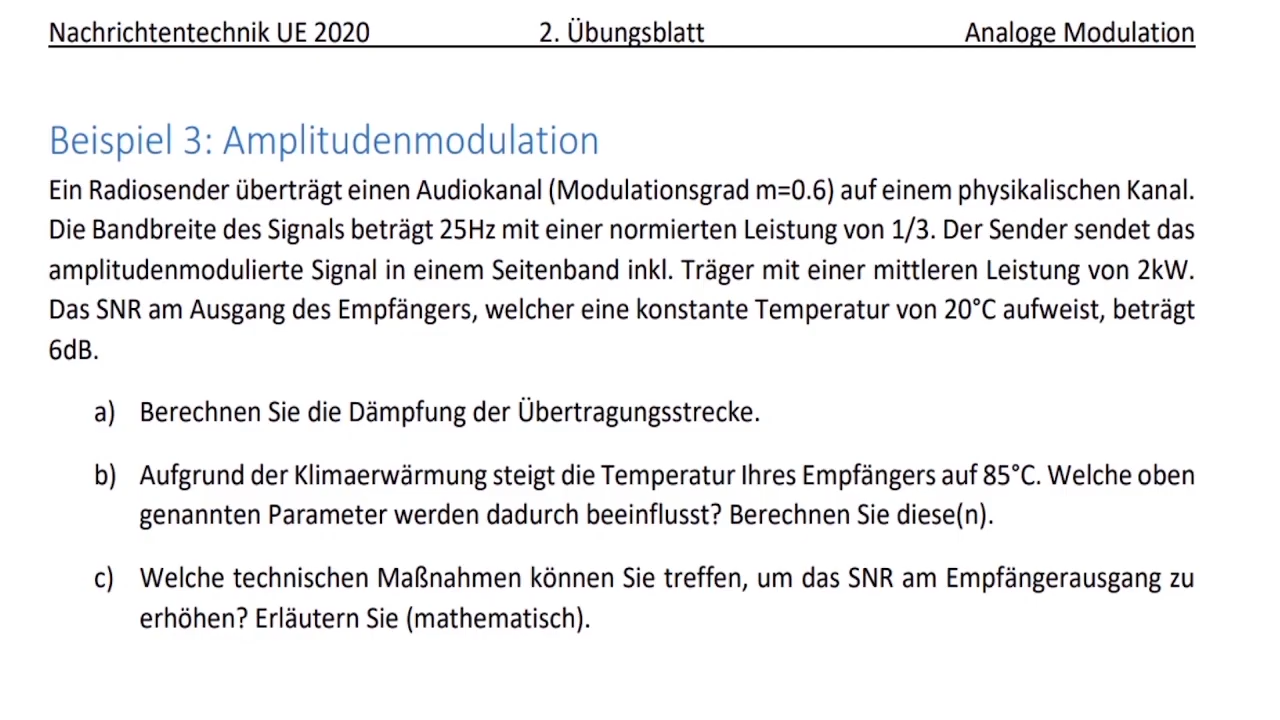 Nachrichtentechnik UE 2020 2. Übungsblatt Analoge Modulation
Beispiel 3: Amplitudenmodulation
Ein Radiosender überträgt einen Audiokanal (Modulationsgrad m=0.6) auf einem physikalischen Kanal.
Die Bandbreite des Signals beträgt 25Hz mit einer normierten Leistung von 1/3. Der Sender sendet das
amplitudenmodulierte Signal in einem Seitenband inkl. Träger mit einer mittleren Leistung von 2kW.
Das SNR am Ausgang des Empfängers, welcher eine konstante Temperatur von 20°C aufweist, beträgt
6dB.
a) Berechnen Sie die Dämpfung der Übertragungsstrecke.
b) Aufgrund der Klimaerwärmung steigt die Temperatur Ihres Empfängers auf 85°C. Welche oben
genannten Parameter werden dadurch beeinflusst? Berechnen Sie diese(n).
c) Welche technischen Maßnahmen können Sie treffen, um das SNR am Empfängerausgang zu
erhöhen? Erläutern Sie (mathematisch).